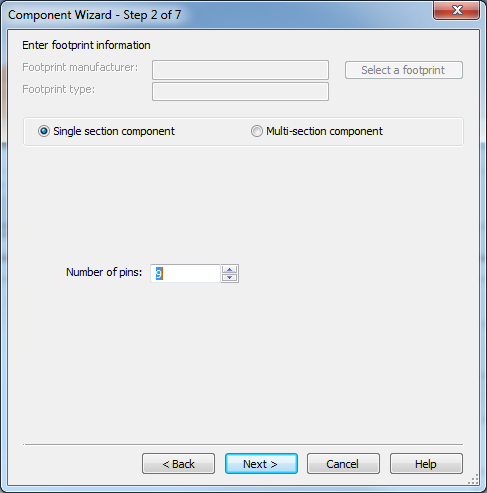 Component Wizard - Step 2 of 7
Enter footprint information
Footprint manufacturer:
Select a footprint
Footprint type:
Single section component
Multi-section component
Number of pins: 9
< Back
Next >
Cancel
Help